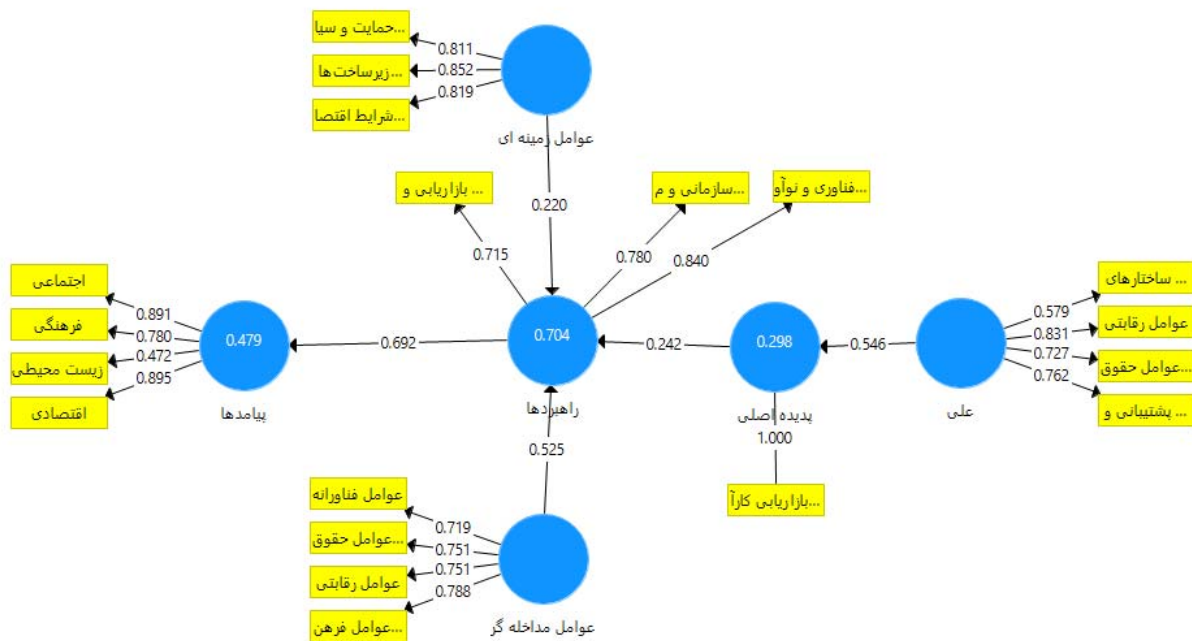 حمایت و سیا...
زیرساخت‌ها...
شرایط اقتصا...
0.811
0.852
0.819
عوامل زمینه ای
0.220
بازاریابی و ...
سازمانی و م...
فناوری و نوآو...
0.715
0.780
0.840
اجتماعی
فرهنگی
زیست محیطی
اقتصادی
0.891
0.780
0.472
0.895
0.479
پیامدها
0.692
0.704
راهبردها
0.242
0.298
پدیده اصلی
1.000
بازاریابی کارآ...
0.546
علی
ساختارهای ...
عوامل رقابتی
عوامل حقوق...
پشتیبانی و ...
0.579
0.831
0.727
0.762
0.525
عوامل فناورانه
عوامل حقوق...
عوامل رقابتی
عوامل فرهن...
0.719
0.751
0.751
0.788
عوامل مداخله گر